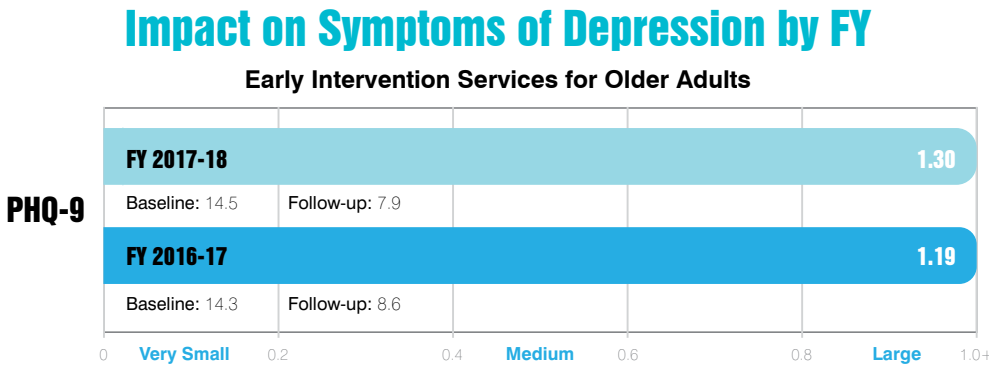 Impact on Symptoms of Depression by FY
Early Intervention Services for Older Adults
FY 2017-18 1.30
Baseline: 14.5 Follow-up: 7.9
PHQ-9
FY 2016-17 1.19
Baseline: 14.3 Follow-up: 8.6
0 Very Small 0.2 0.4 Medium 0.6 0.8 Large 1.0+